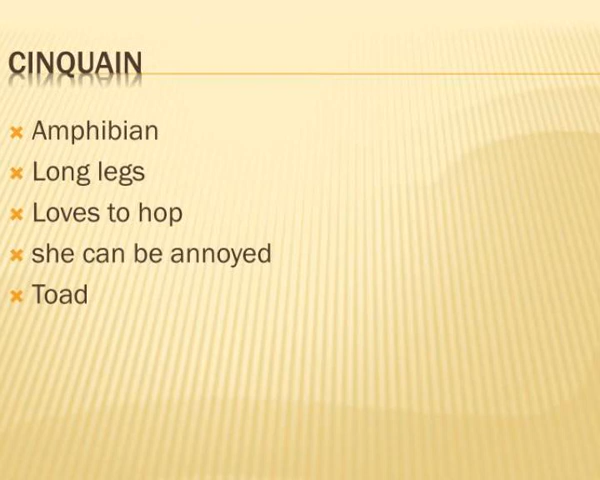 CINQUAIN
Amphibian
Long legs
Loves to hop
she can be annoyed
Toad